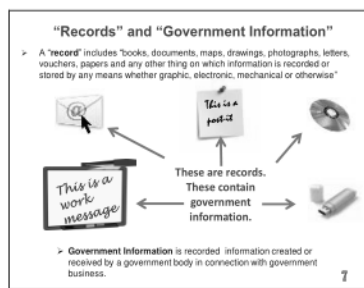 "Records" and "Government Information"
➢ A "record" includes "books, documents, maps, drawings, photographs, letters,
vouchers, papers and any other thing on which information is recorded or
stored by any means whether graphic, electronic, mechanical or otherwise"
@
This is a
post-it
This is a
work
message
These are records.
These contain
government
information.
➢ Government Information is recorded information created or
received by a government body in connection with government
business.
7